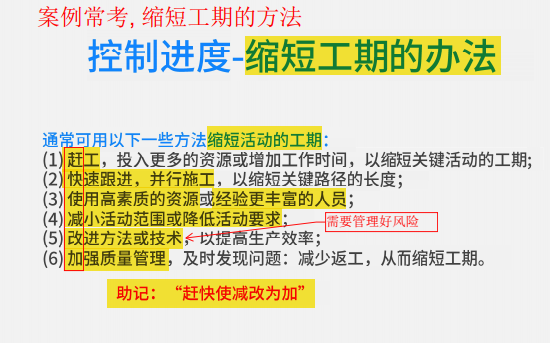 案例常考,缩短工期的方法
控制进度-缩短工期的办法
通常可用以下一些方法缩短活动的工期：
(1) 赶工，投入更多的资源或增加工作时间，以缩短关键活动的工期;
(2) 快速跟进，并行施工，以缩短关键路径的长度；
(3) 使用高素质的资源或经验更丰富的人员；
(4) 减小活动范围或降低活动要求；
需要管理好风险
(5) 改进方法或技术，以提高生产效率；
(6) 加强质量管理，及时发现问题：减少返工，从而缩短工期。
助记：“赶快使减改为加”